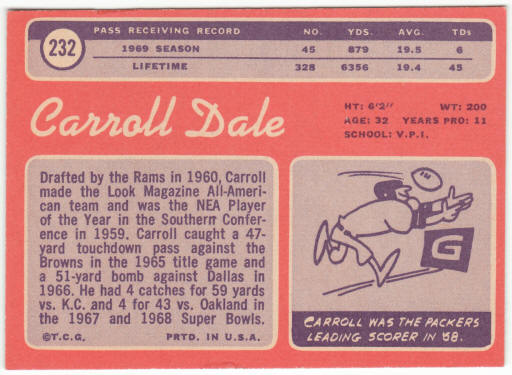 232
PASS RECEIVING RECORD NO. YDS. AVG. TDs
1969 SEASON 45 879 19.5 6
LIFETIME 328 6356 19.4 45
Carroll Dale
HT: 6'2" WT: 200
AGE: 32 YEARS PRO: 11
SCHOOL: V.P.I.
Drafted by the Rams in 1960, Carroll
made the Look Magazine All-Ameri-
can team and was the NEA Player
of the Year in the Southern Confer-
ence in 1959. Carroll caught a 47-
yard touchdown pass against the
Browns in the 1965 title game and
a 51-yard bomb against Dallas in
1966. He had 4 catches for 59 yards
vs. K.C. and 4 for 43 vs. Oakland in
the 1967 and 1968 Super Bowls.
©T.C.G. PRTD. IN U.S.A.
IN
G
CARROLL WAS THE PACKERS
LEADING SCORER IN '68.